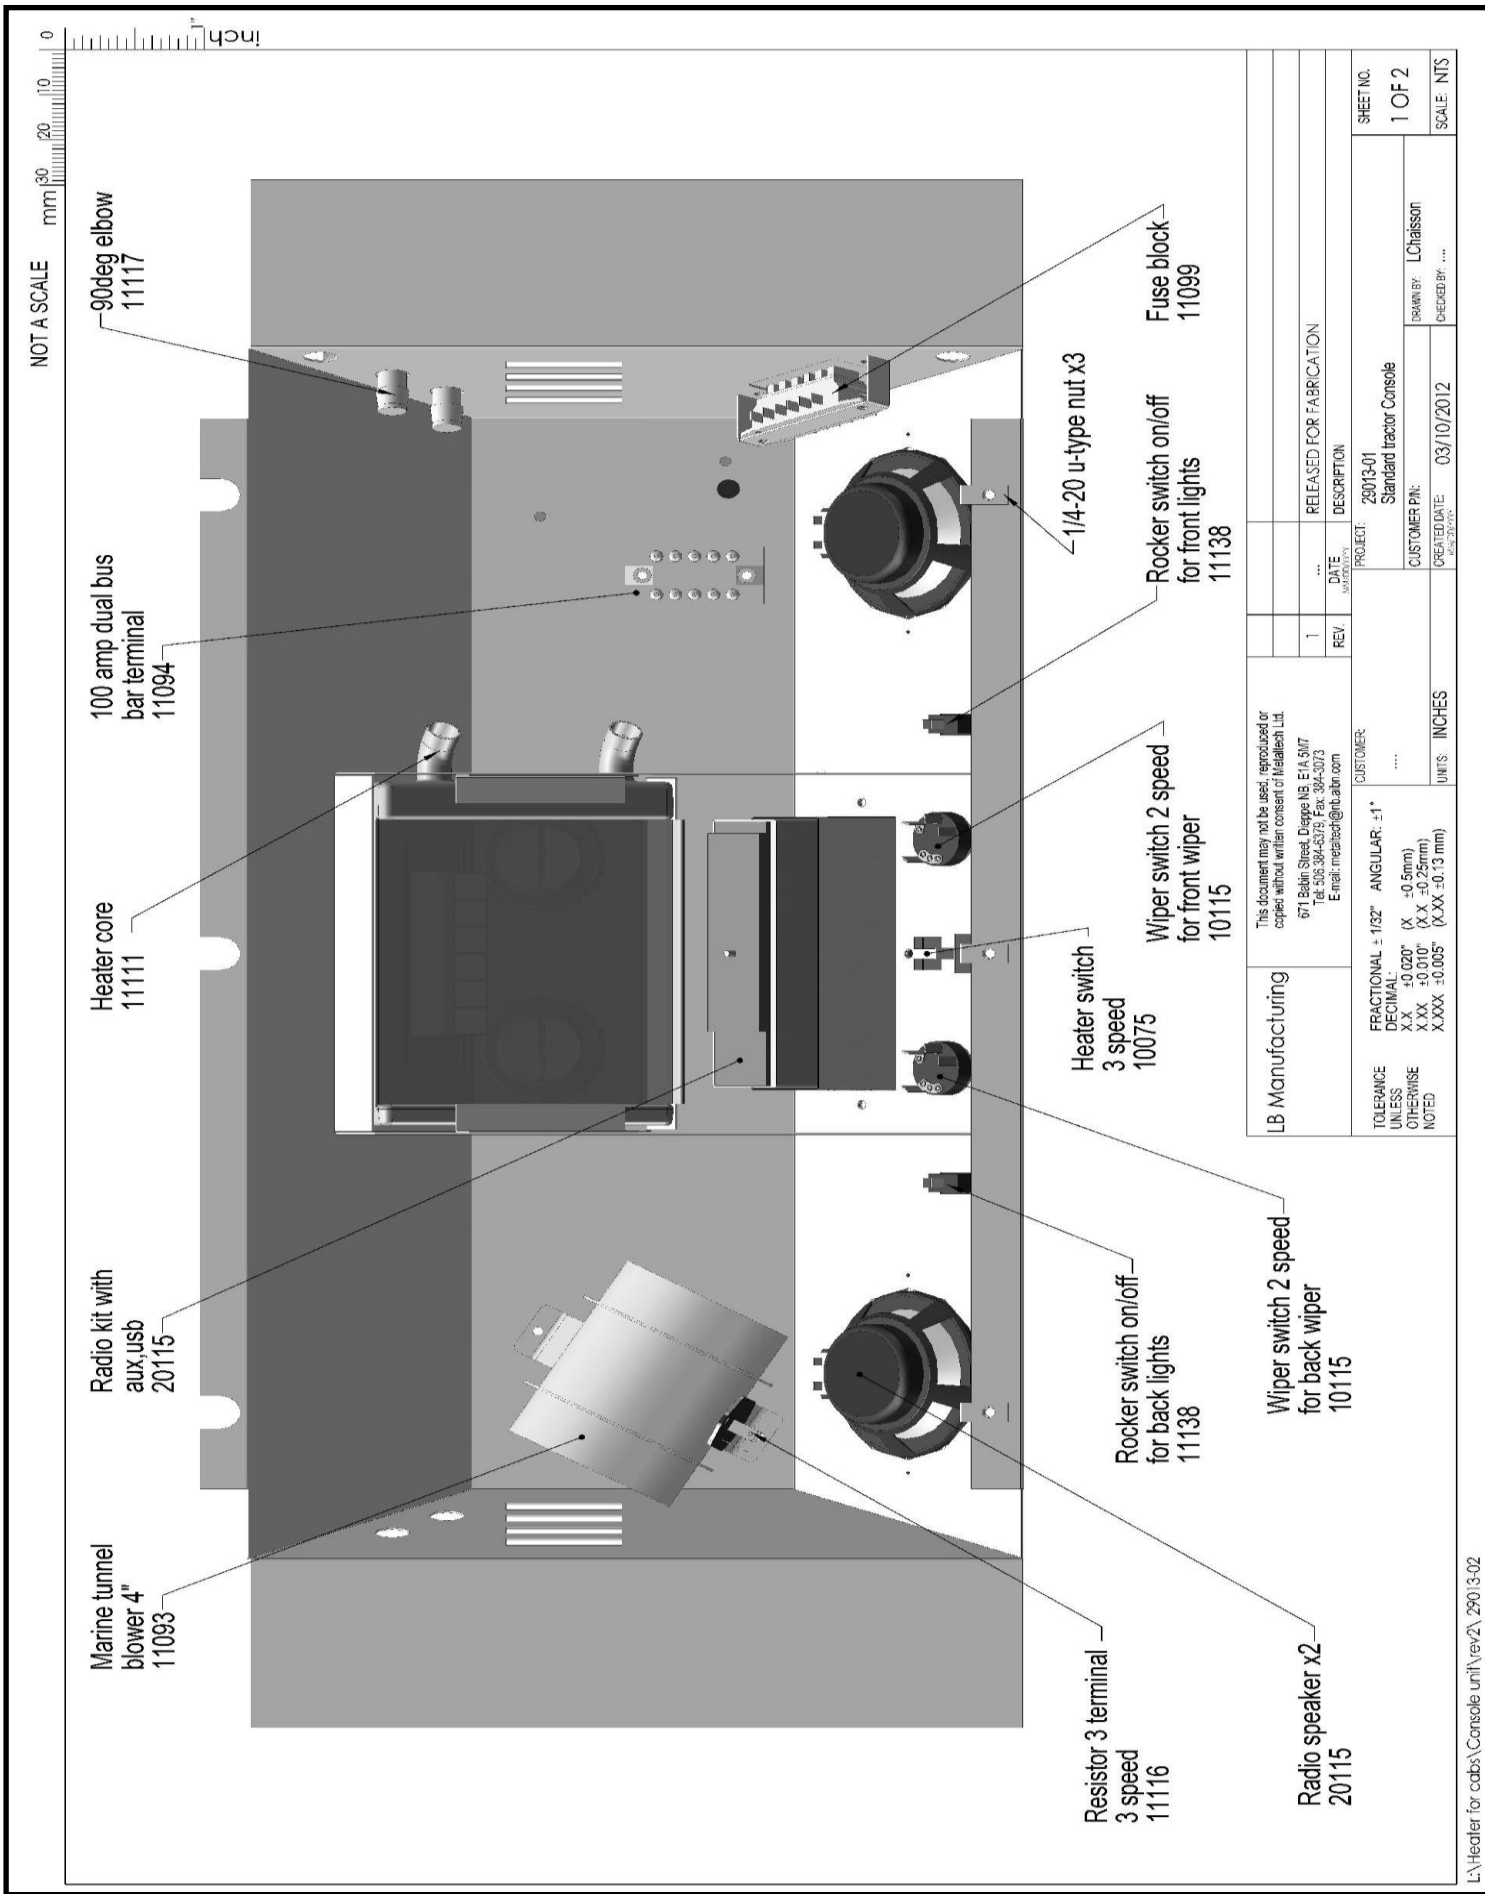 NOT A SCALE
mm 30 20 10 0
1"
inch
Marine tunnel
blower 4"
11093
Radio kit with
aux,usb
20115
Heater core
11111
100 amp dual bus
bar terminal
11094
90deg elbow
11117
Resistor 3 terminal
3 speed
11116
Radio speaker x2
20115
Rocker switch on/off
for back lights
11138
Wiper switch 2 speed
for back wiper
10115
Heater switch
3 speed
10075
Wiper switch 2 speed
for front wiper
10115
Rocker switch on/off
for front lights
11138
1/4-20 u-type nut x3
Fuse block
11099
LB Manufacturing
This document may not be used, reproduced or
copied without written consent of Metaltech Ltd.
671 Babin Street, Dieppe NB, E1A 5M7
Tel: 506 384-6379, Fax: 384-3073
E-mail: metaltech@nb.aibn.com
1 ... RELEASED FOR FABRICATION
REV. DATE DESCRIPTION
TOLERANCE
UNLESS
OTHERWISE
NOTED
FRACTIONAL ± 1/32" ANGULAR: ±1°
DECIMAL:
X.X ±0.020" (X ±0.5mm)
X.XX ±0.010" (X.X ±0.25mm)
X.XXX ±0.005" (X.XX ±0.13 mm)
CUSTOMER:
....
UNITS: INCHES
PROJECT: 29013-01
Standard tractor Console
CUSTOMER P/N:
CREATED DATE: 03/10/2012
DRAWN BY: LChaisson
CHECKED BY: ....
SHEET NO.
1 OF 2
SCALE: NTS
L:\Heater for cabs\Console unit\rev2\ 29013-02